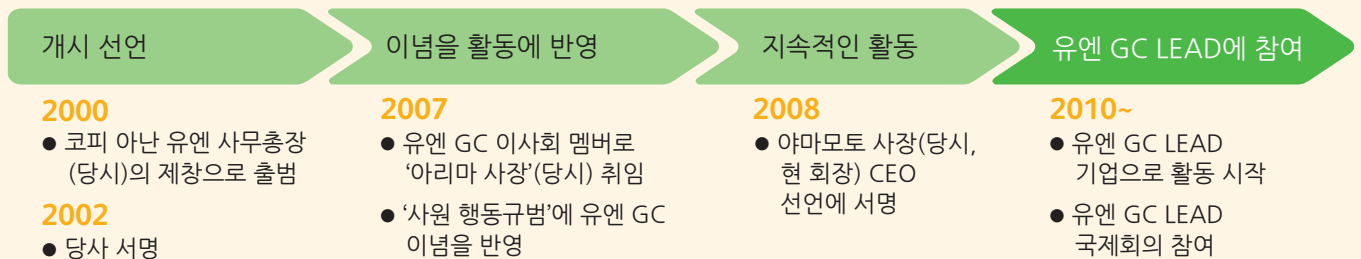 개시 선언
2000
● 코피 아난 유엔 사무총장
(당시)의 제창으로 출범
2002
● 당사 서명
이념을 활동에 반영
2007
● 유엔 GC 이사회 멤버로
‘아리마 사장’(당시) 취임
● ‘사원 행동규범’에 유엔 GC
이념을 반영
지속적인 활동
2008
● 야마모토 사장(당시,
현 회장) CEO
선언에 서명
유엔 GC LEAD에 참여
2010~
● 유엔 GC LEAD
기업으로 활동 시작
● 유엔 GC LEAD
국제회의 참여